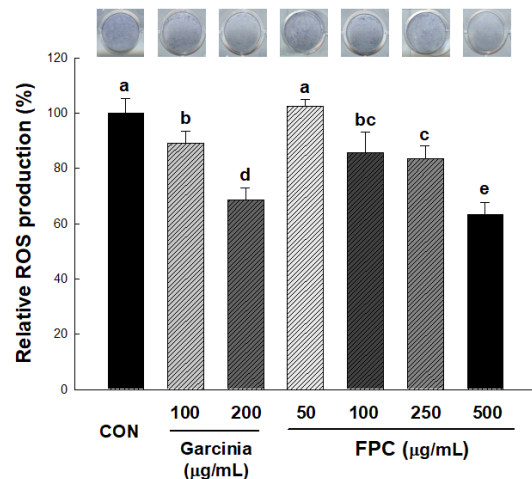 Relative ROS production (%)
120
100
80
60
40
20
0
a
b
d
a
bc
c
e
CON
100
200
50
100
250
500
Garcinia
(μg/mL)
FPC (μg/mL)